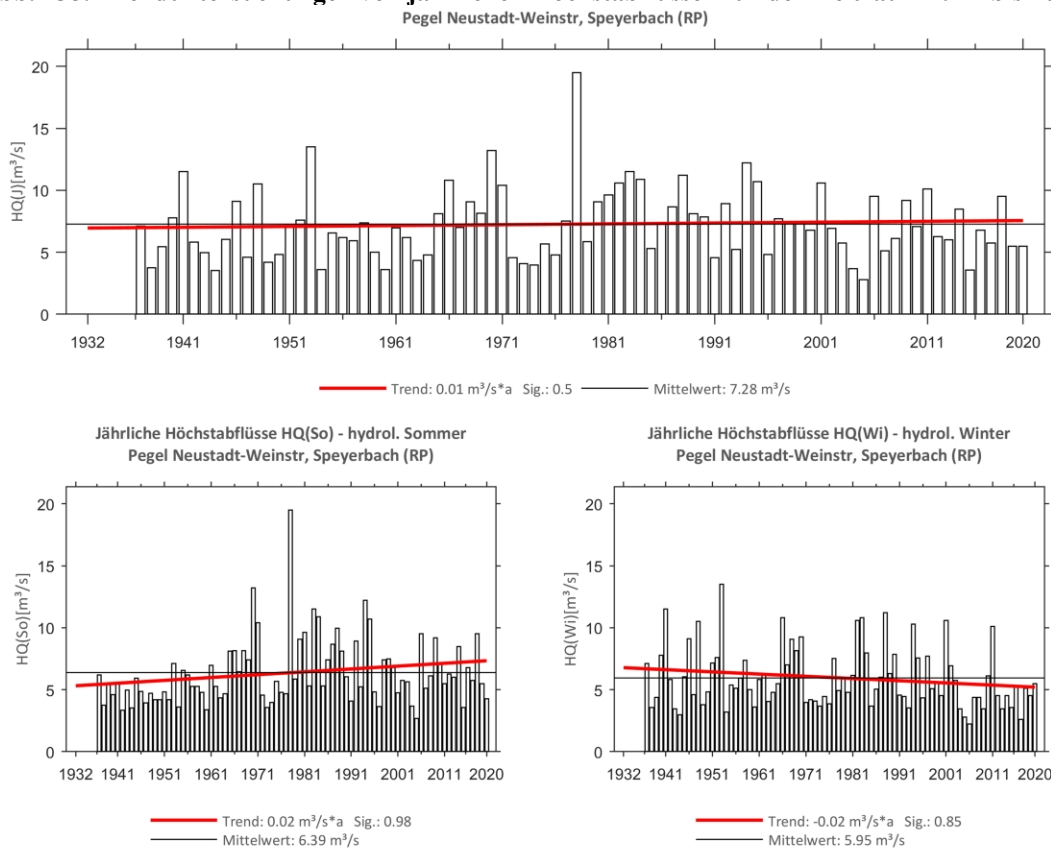 Pegel Neustadt-Weinstr, Speyerbach (RP)
20
15
10
5
0
HQ(J)[m³/s]
1932 1941 1951 1961 1971 1981 1991 2001 2011 2020
Trend: 0.01 m³/s*a Sig.: 0.5 Mittelwert: 7.28 m³/s
Jährliche Höchstabflüsse HQ(So) - hydrol. Sommer
Pegel Neustadt-Weinstr, Speyerbach (RP)
20
15
10
5
0
HQ(So)[m³/s]
1932 1941 1951 1961 1971 1981 1991 2001 2011 2020
Trend: 0.02 m³/s*a Sig.: 0.98
Mittelwert: 6.39 m³/s
Jährliche Höchstabflüsse HQ(Wi) - hydrol. Winter
Pegel Neustadt-Weinstr, Speyerbach (RP)
20
15
10
5
0
HQ(Wi)[m³/s]
1932 1941 1951 1961 1971 1981 1991 2001 2011 2020
Trend: -0.02 m³/s*a Sig.: 0.85
Mittelwert: 5.95 m³/s